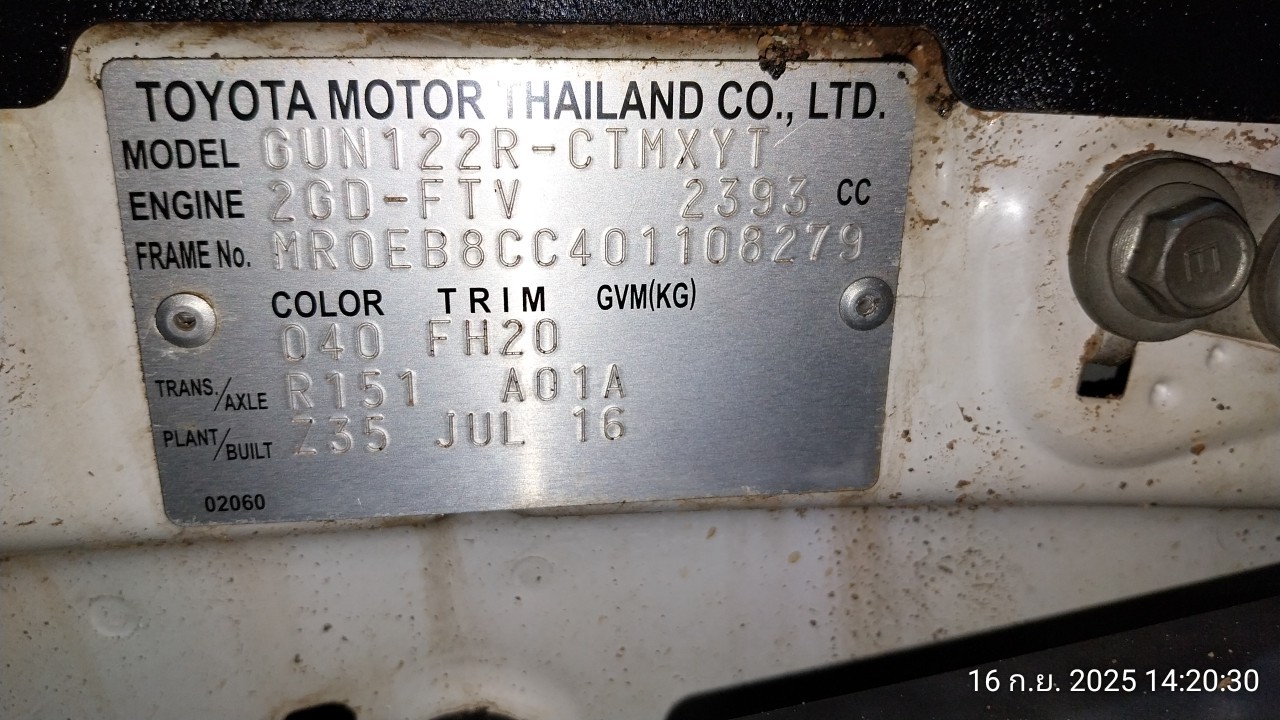 TOYOTA MOTOR THAILAND CO., LTD.
MODEL GUN122R-CTMXYT
ENGINE 2GD-FTV 2393 CC
FRAME No. MR0EB8CC401108279
COLOR TRIM GVM(KG)
040 FH20
TRANS./AXLE R151 A01A
PLANT/BUILT Z35 JUL 16
02060
E
16 ก.ย. 2025 14:20:30